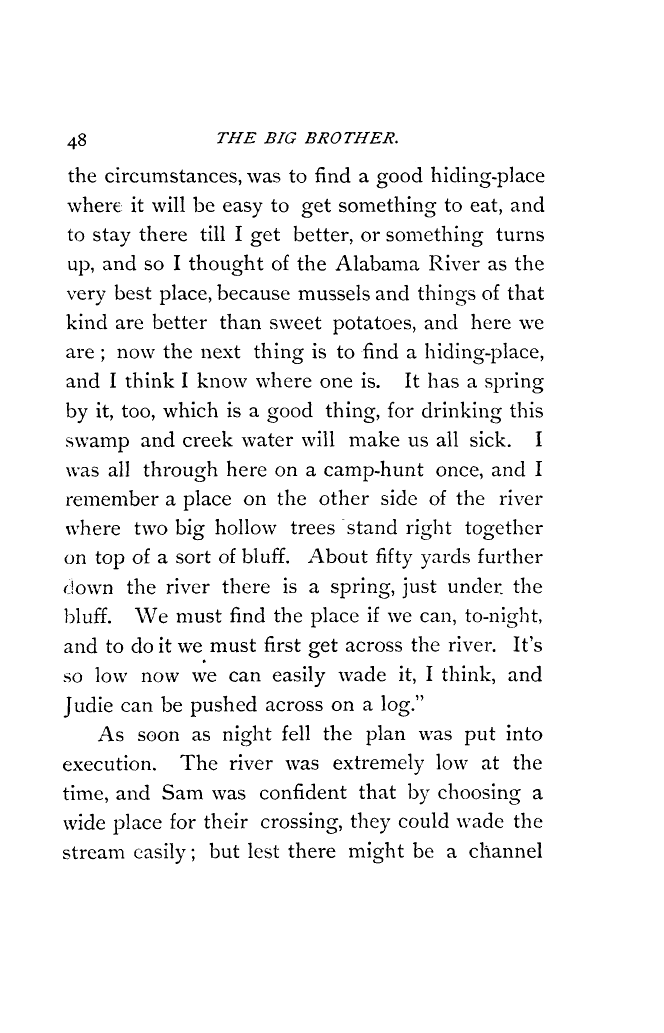 48 THE BIG BROTHER.
the circumstances, was to find a good hiding-place
where it will be easy to get something to eat, and
to stay there till I get better, or something turns
up, and so I thought of the Alabama River as the
very best place, because mussels and things of that
kind are better than sweet potatoes, and here we
are ; now the next thing is to find a hiding-place,
and I think I know where one is. It has a spring
by it, too, which is a good thing, for drinking this
swamp and creek water will make us all sick. I
was all through here on a camp-hunt once, and I
remember a place on the other side of the river
where two big hollow trees stand right together
on top of a sort of bluff. About fifty yards further
down the river there is a spring, just under the
bluff. We must find the place if we can, to-night,
and to do it we must first get across the river. It's
so low now we can easily wade it, I think, and
Judie can be pushed across on a log."
As soon as night fell the plan was put into
execution. The river was extremely low at the
time, and Sam was confident that by choosing a
wide place for their crossing, they could wade the
stream easily ; but lest there might be a channel